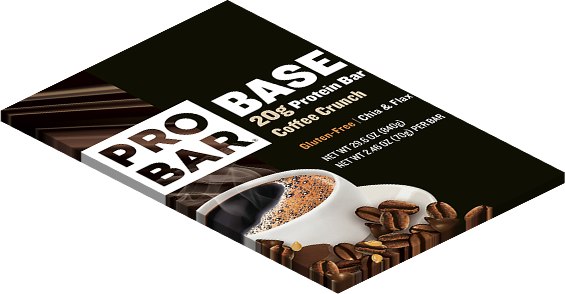 PRO
BAR
BASE
20g Protein Bar
Coffee Crunch
Gluten-Free | Chia & Flax
NET WT 29.6 OZ (840g)
NET WT 2.46 OZ (70g) PER BAR